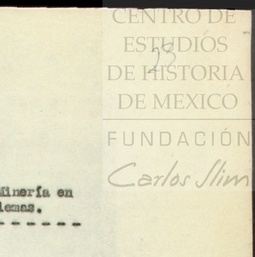 CENTRO DE
ESTUDIOS
DE HISTORIA
DE MEXICO
FUNDACIÓN
Carlos Slim
Minería en
lemas.